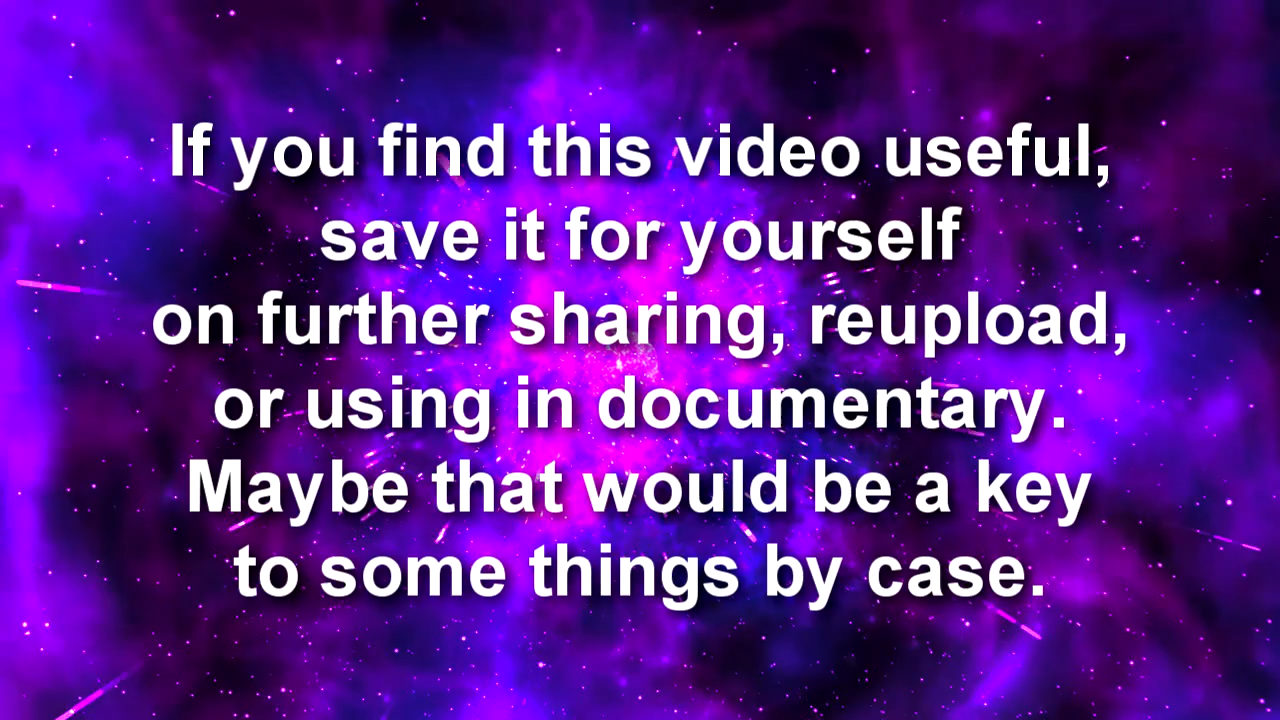 If you find this video useful,
save it for yourself
on further sharing, reupload,
or using in documentary.
Maybe that would be a key
to some things by case.